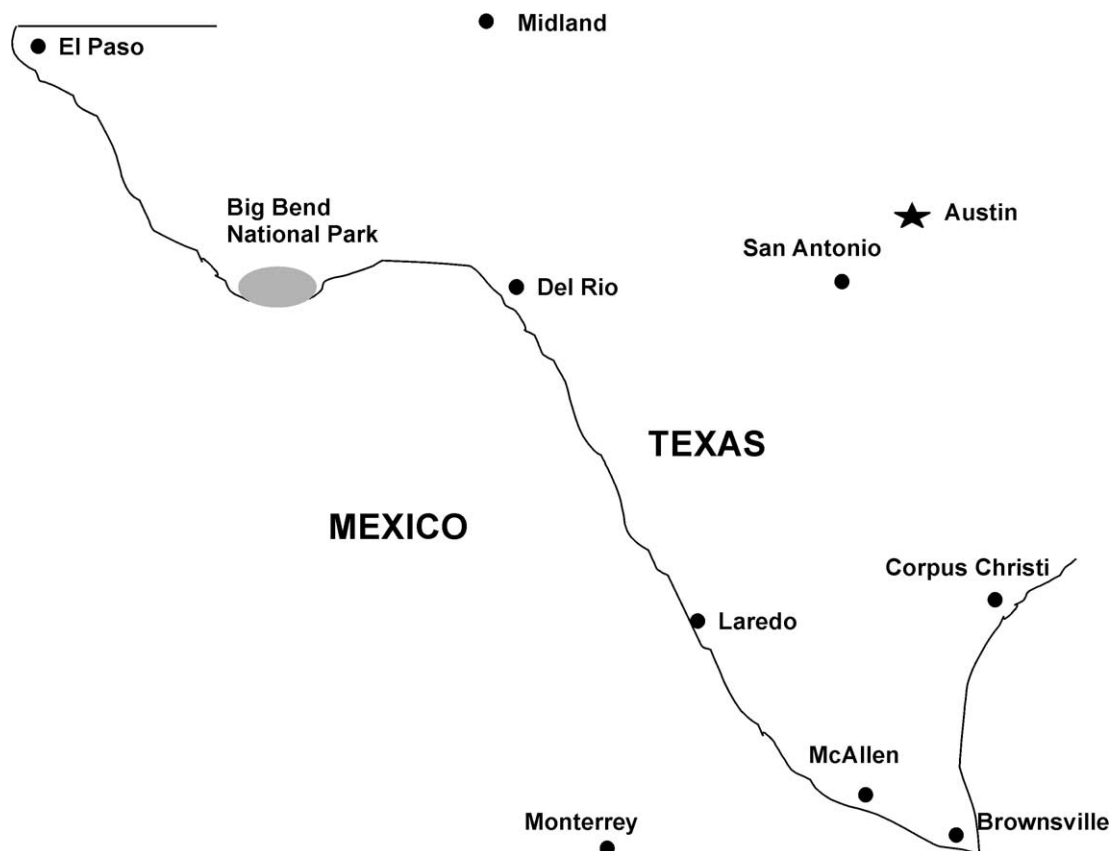 Midland
El Paso
Big Bend
National Park
Austin
San Antonio
Del Rio
TEXAS
MEXICO
Corpus Christi
Laredo
McAllen
Monterrey
Brownsville